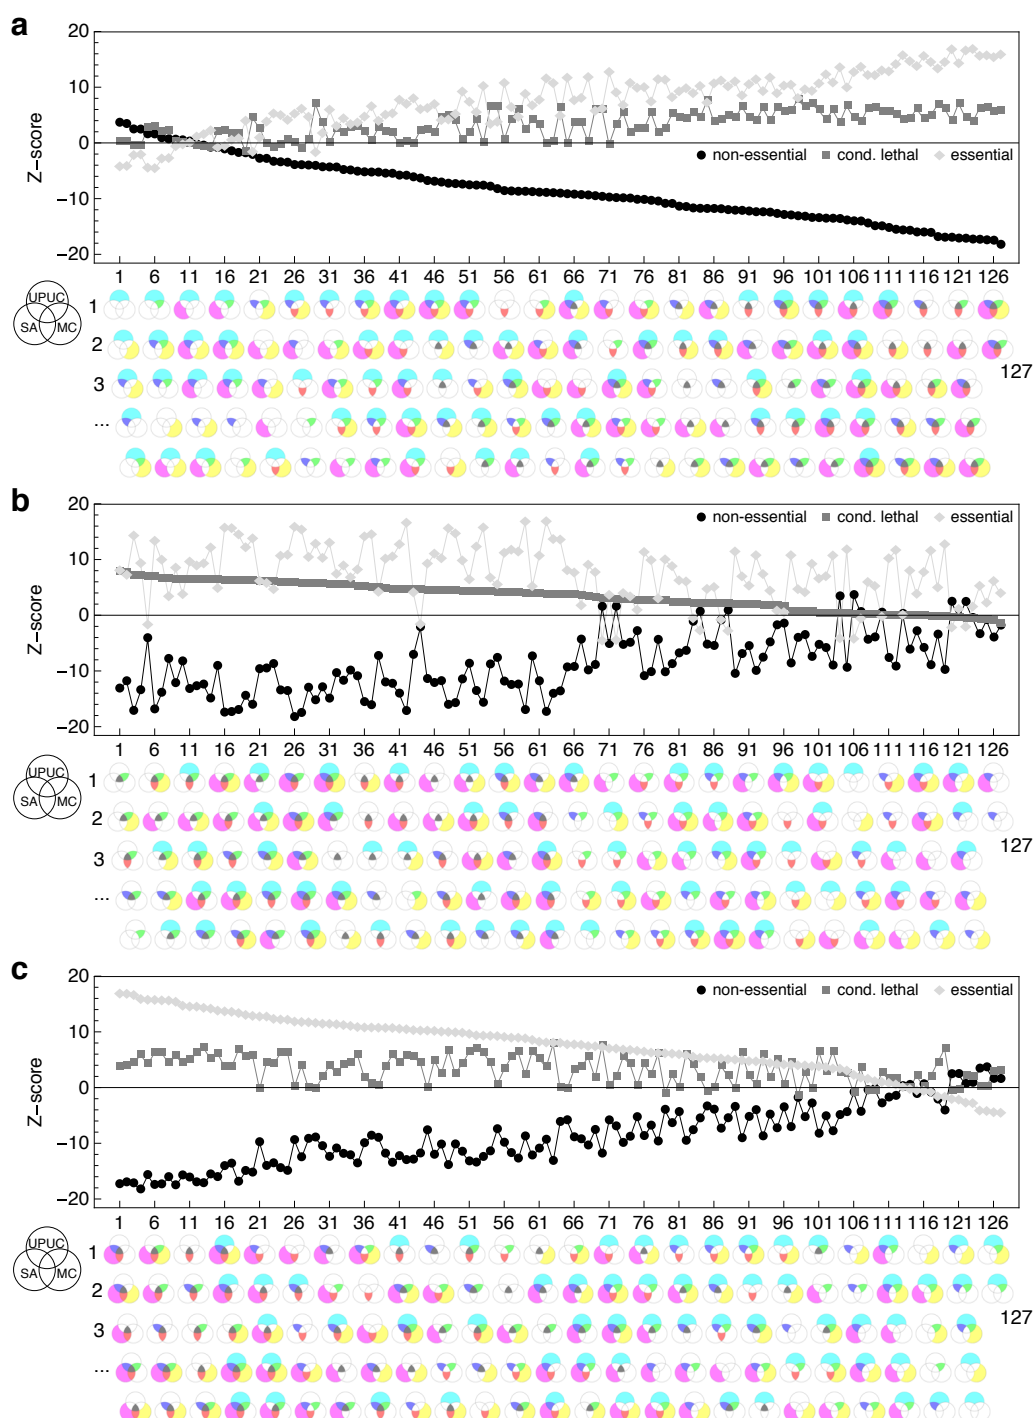 a
20
10
0
−10
−20
Z−score
non-essential cond. lethal essential
1 6 11 16 21 26 31 36 41 46 51 56 61 66 71 76 81 86 91 96 101 106 111 116 121 126
UPUC
SA MC
1
2
3
...
127
b
20
10
0
−10
−20
Z−score
non-essential cond. lethal essential
1 6 11 16 21 26 31 36 41 46 51 56 61 66 71 76 81 86 91 96 101 106 111 116 121 126
UPUC
SA MC
1
2
3
...
127
c
20
10
0
−10
−20
Z−score
non-essential cond. lethal essential
1 6 11 16 21 26 31 36 41 46 51 56 61 66 71 76 81 86 91 96 101 106 111 116 121 126
UPUC
SA MC
1
2
3
...
127